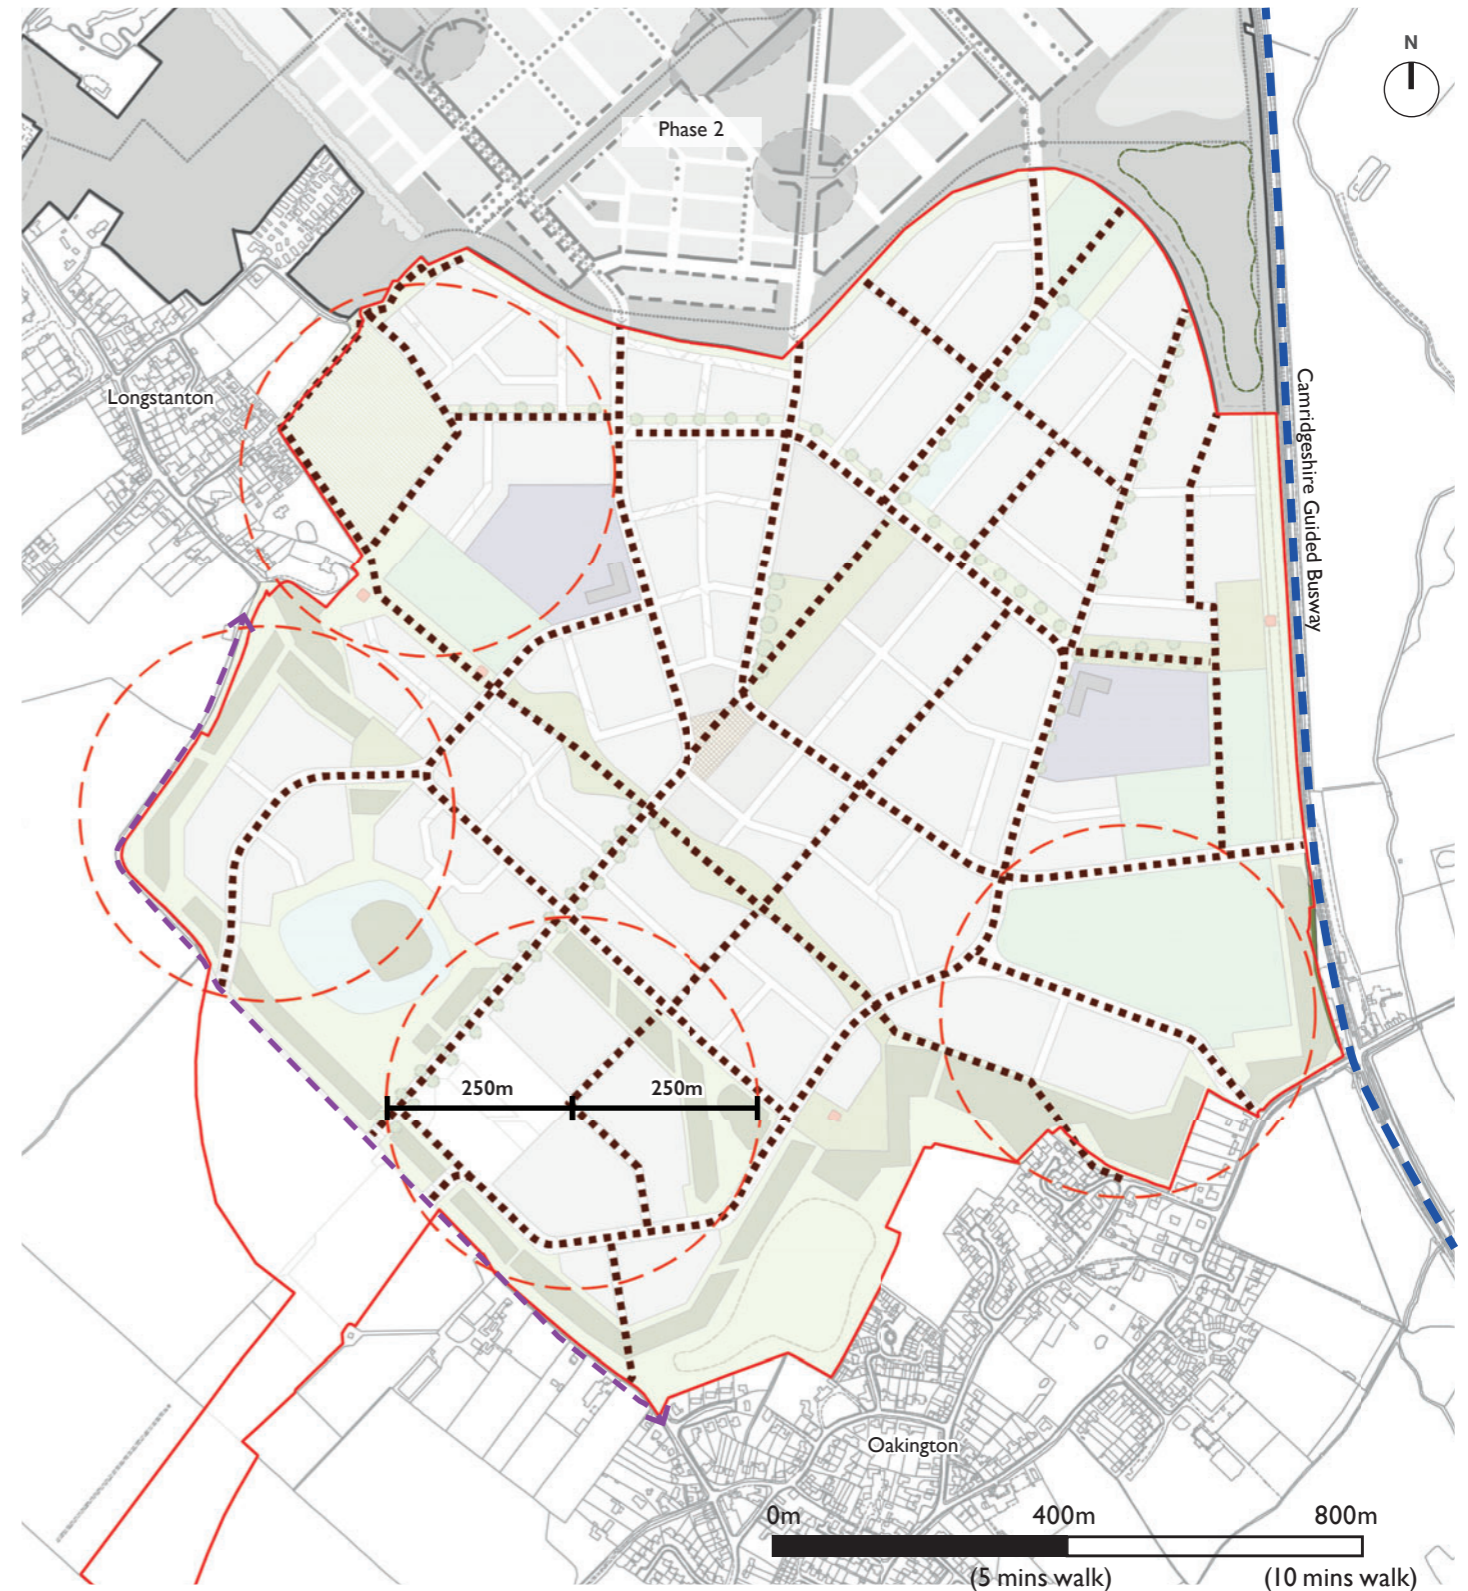 N
Phase 2
Longstanton
Camridgeshire Guided Busway
250m
250m
Oakington
0m
400m
800m
(5 mins walk)
(10 mins walk)